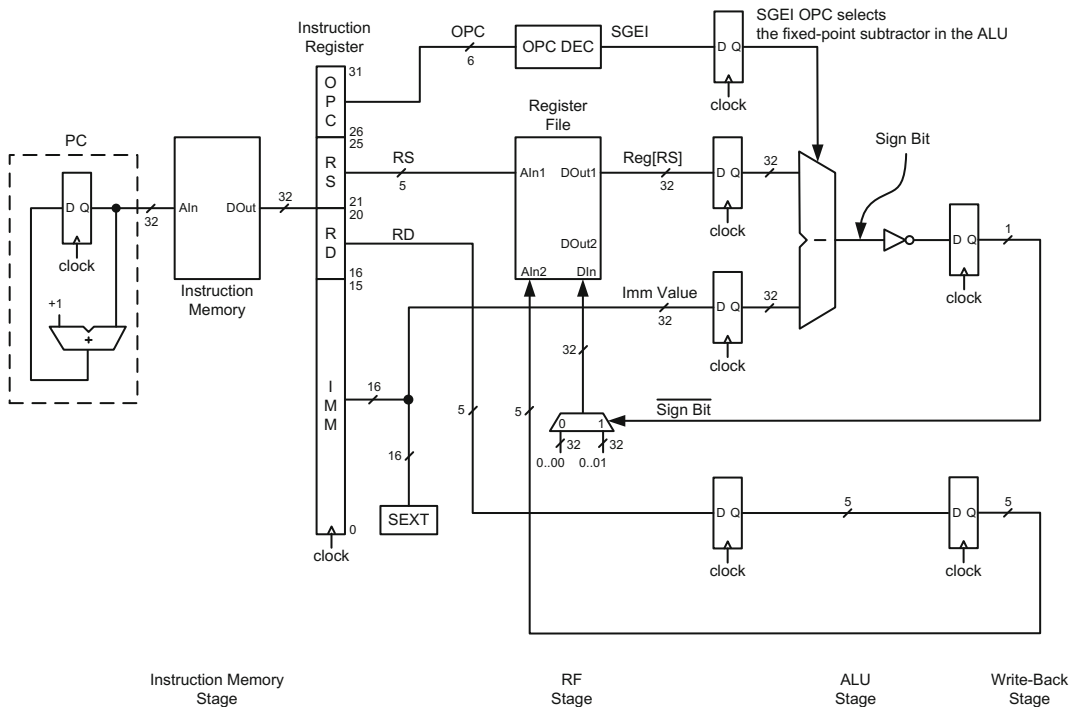 SGEI OPC selects
the fixed-point subtractor in the ALU
Instruction
Register
OPC
6
OPC DEC
SGEI
D Q
clock
31
O
P
C
26
25
R
S
21
20
R
D
16
15
I
M
M
0
clock
PC
D Q
clock
+1
+
32
AIn
DOut
Instruction
Memory
32
RS
5
Register
File
AIn1
DOut1
DOut2
AIn2
DIn
Reg[RS]
32
D Q
clock
32
Sign Bit
–
D Q
clock
1
RD
Imm Value
32
D Q
clock
32
16
16
SEXT
5
5
32
0
1
32
32
0..00
0..01
Sign Bit
D Q
clock
5
D Q
clock
5
Instruction Memory
Stage
RF
Stage
ALU
Stage
Write-Back
Stage